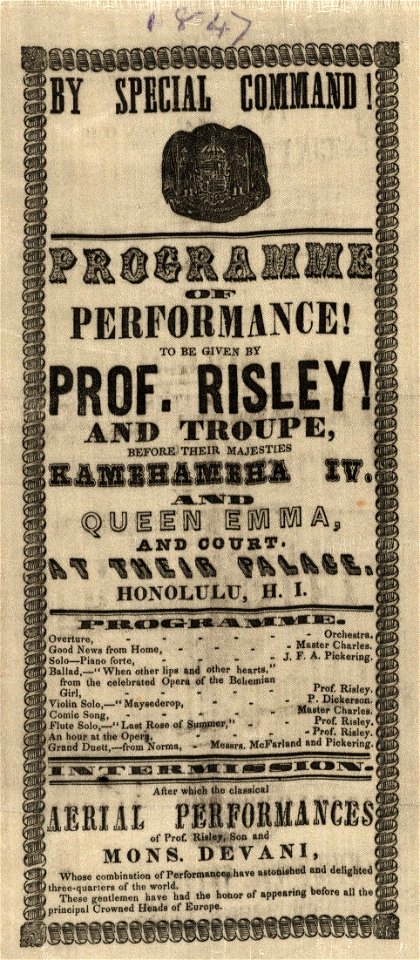 1847
BY SPECIAL COMMAND!
PROGRAMME
OF
PERFORMANCE!
TO BE GIVEN BY
PROF. RISLEY!
AND TROUPE,
BEFORE THEIR MAJESTIES
KAMEHAMEHA IV.
AND
QUEEN EMMA,
AND COURT.
AT THEIR PALACE.
HONOLULU, H. I.
PROGRAMME.
Overture, - - - - - - Orchestra.
Good News from Home, - - - - - Master Charles.
Solo—Piano forte, - - - - - J. F. A. Pickering.
Ballad,—"When other lips and other hearts,"
from the celebrated Opera of the Bohemian
Girl, - - - - - - Prof. Risley.
Violin Solo,—"Maysederop, - - - - P. Dickerson.
Comic Song, - - - - - - Master Charles.
Flute Solo,—"Last Rose of Summer," - - Prof. Risley.
An hour at the Opera, - - - - - Prof. Risley.
Grand Duett,—from Norma, - Messrs. McFarland and Pickering.
INTERMISSION.
After which the classical
AERIAL PERFORMANCES
of Prof. Risley, Son and
MONS. DEVANI,
Whose combination of Performances have astonished and delighted
three-quarters of the world.
These gentlemen have had the honor of appearing before all the
principal Crowned Heads of Europe.